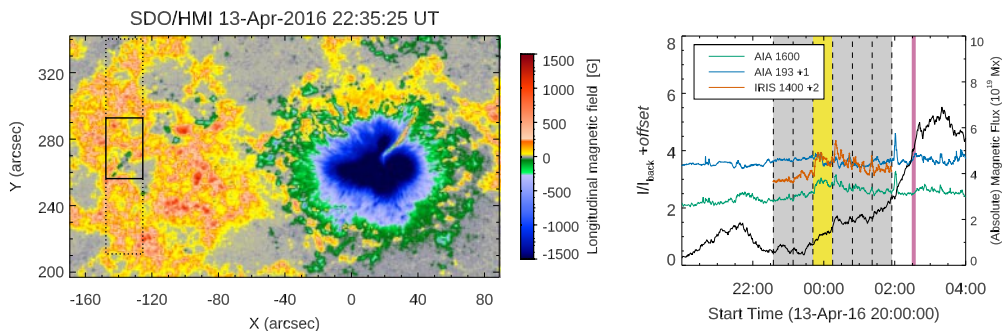 SDO/HMI 13-Apr-2016 22:35:25 UT
Y (arcsec)
320
280
240
200
-160 -120 -80 -40 0 40 80
X (arcsec)
1500
1000
500
0
-500
-1000
-1500
Longitudinal magnetic field [G]
I/I_back +offset
8
6
4
2
0
AIA 1600
AIA 193 +1
IRIS 1400 +2
10
8
6
4
2
0
(Absolute) Magnetic Flux (10^19 Mx)
22:00 00:00 02:00 04:00
Start Time (13-Apr-16 20:00:00)